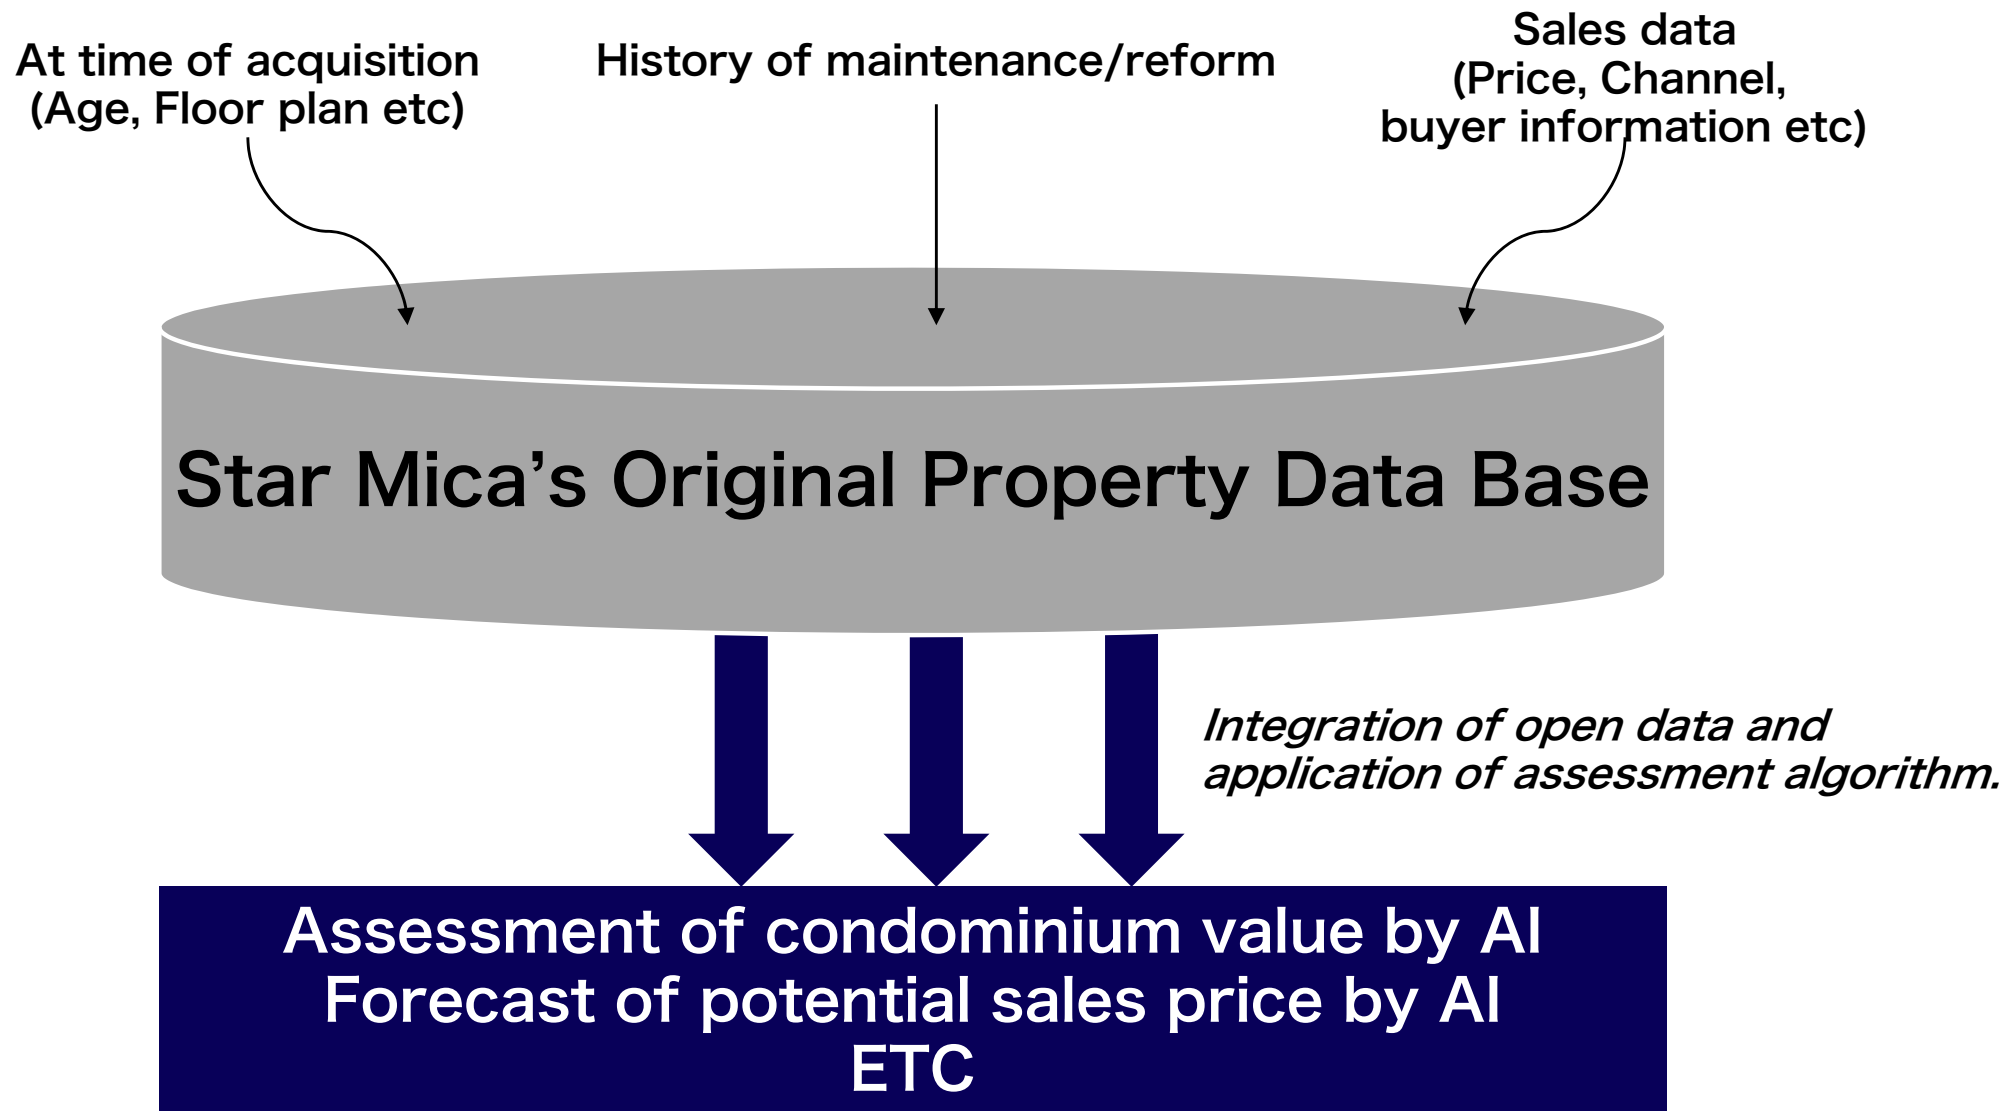 At time of acquisition
(Age, Floor plan etc)
History of maintenance/reform
Sales data
(Price, Channel,
buyer information etc)
Star Mica’s Original Property Data Base
Integration of open data and
application of assessment algorithm.
Assessment of condominium value by AI
Forecast of potential sales price by AI
ETC